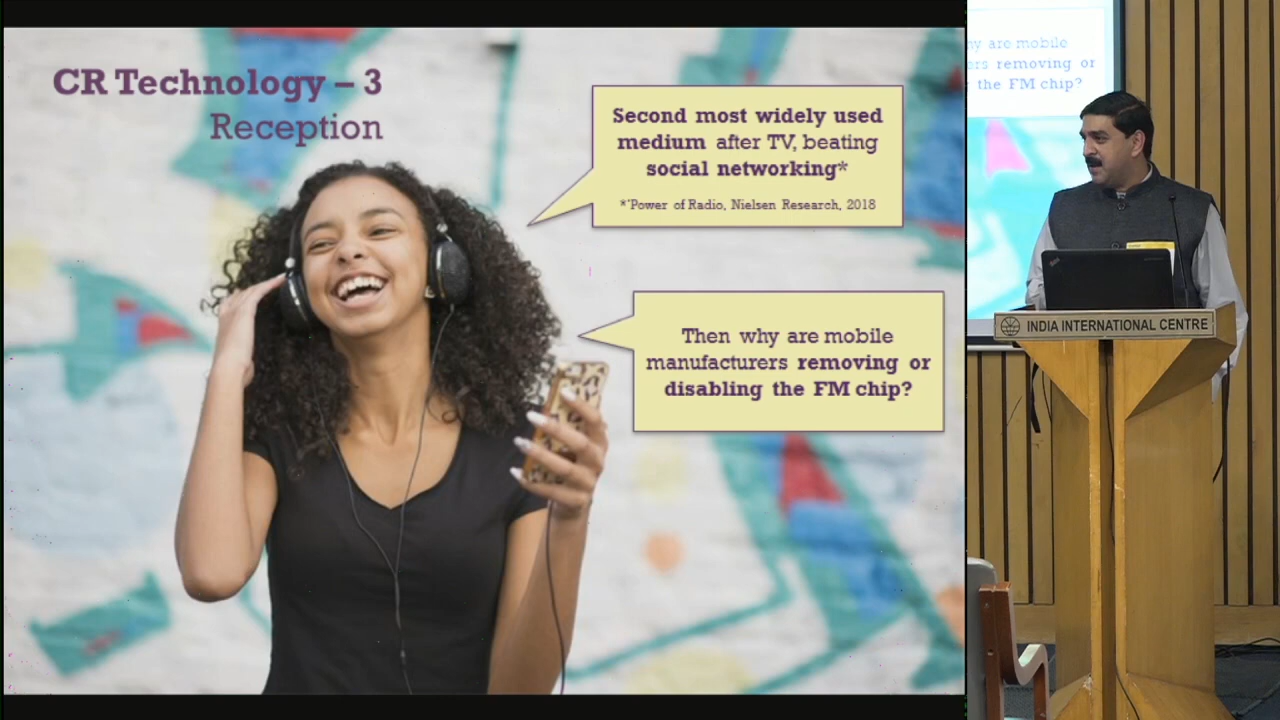 CR Technology – 3
Reception
Second most widely used
medium after TV, beating
social networking*
*'Power of Radio, Nielsen Research, 2018
Then why are mobile
manufacturers removing or
disabling the FM chip?
hy are mobile
ers removing or
the FM chip?
INDIA INTERNATIONAL CENTRE